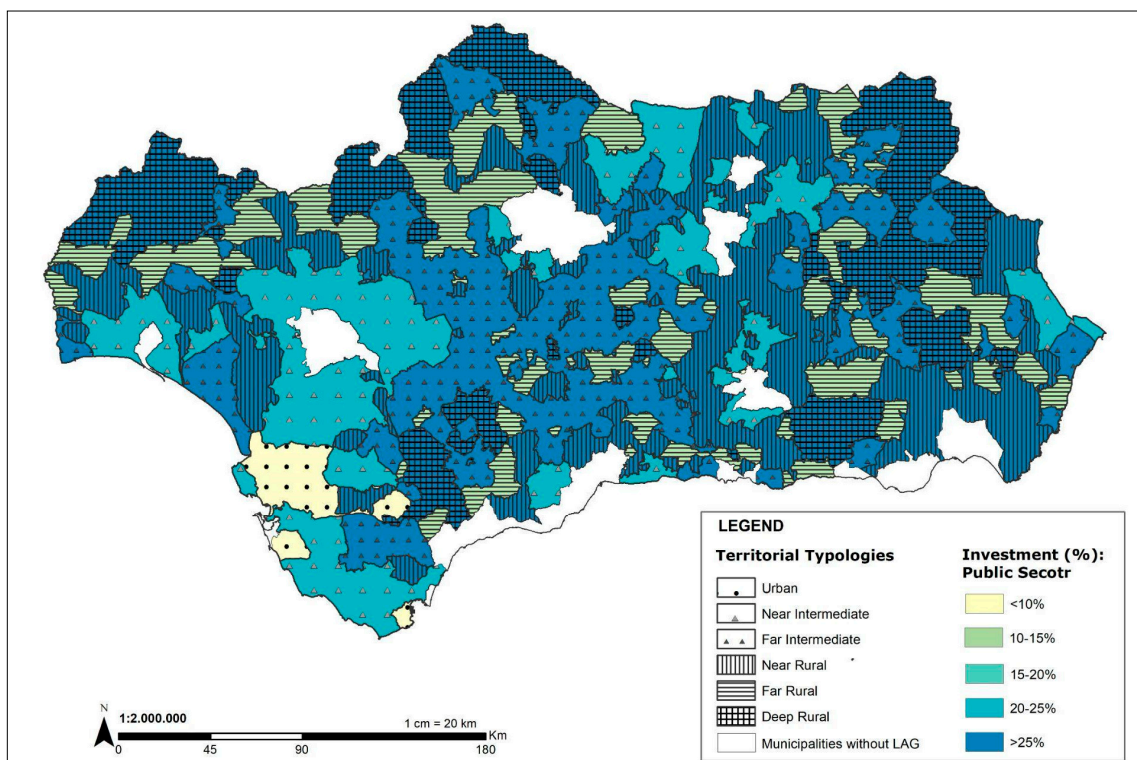 LEGEND
Territorial Typologies
Urban
Near Intermediate
Far Intermediate
Near Rural
Far Rural
Deep Rural
Municipalities without LAG
Investment (%):
Public Secotr
<10%
10-15%
15-20%
20-25%
>25%
N
1:2.000.000
1 cm = 20 km
Km
0 45 90 180